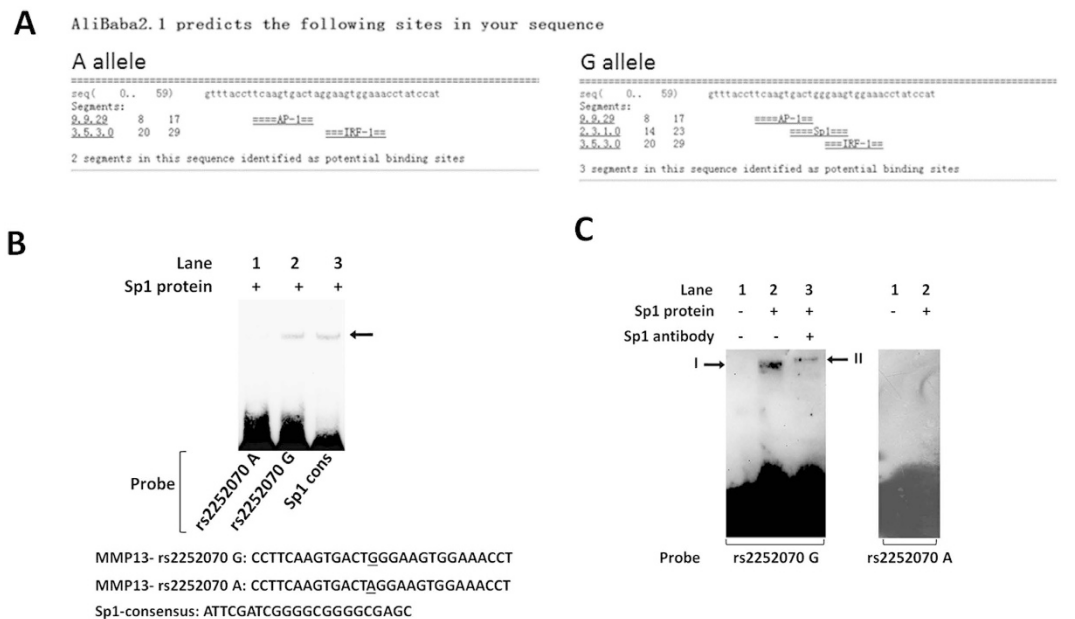 A
AliBaba2.1 predicts the following sites in your sequence
A allele
seq( 0.. 59) gtttaccttcaagtgactaggaagtggaaacctatccat
Segments:
9.9.29 8 17 ====AP-1==
3.5.3.0 20 29 ===IRF-1==
2 segments in this sequence identified as potential binding sites
G allele
seq( 0.. 59) gtttaccttcaagtgactgggaagtggaaacctatccat
Segments:
9.9.29 8 17 ====AP-1==
2.3.1.0 14 23 ====Sp1===
3.5.3.0 20 29 ===IRF-1==
3 segments in this sequence identified as potential binding sites
B
Lane 1 2 3
Sp1 protein + + +
Probe
rs2252070 A
rs2252070 G
Sp1 cons
MMP13- rs2252070 G: CCTTCAAGTGACTGGGAAGTGGAAACCT
MMP13- rs2252070 A: CCTTCAAGTGACTAGGAAGTGGAAACCT
Sp1-consensus: ATTCGATCGGGGCGGGGCGAGC
C
Lane 1 2 3 1 2
Sp1 protein - + + - +
Sp1 antibody - - +
I II
Probe rs2252070 G rs2252070 A